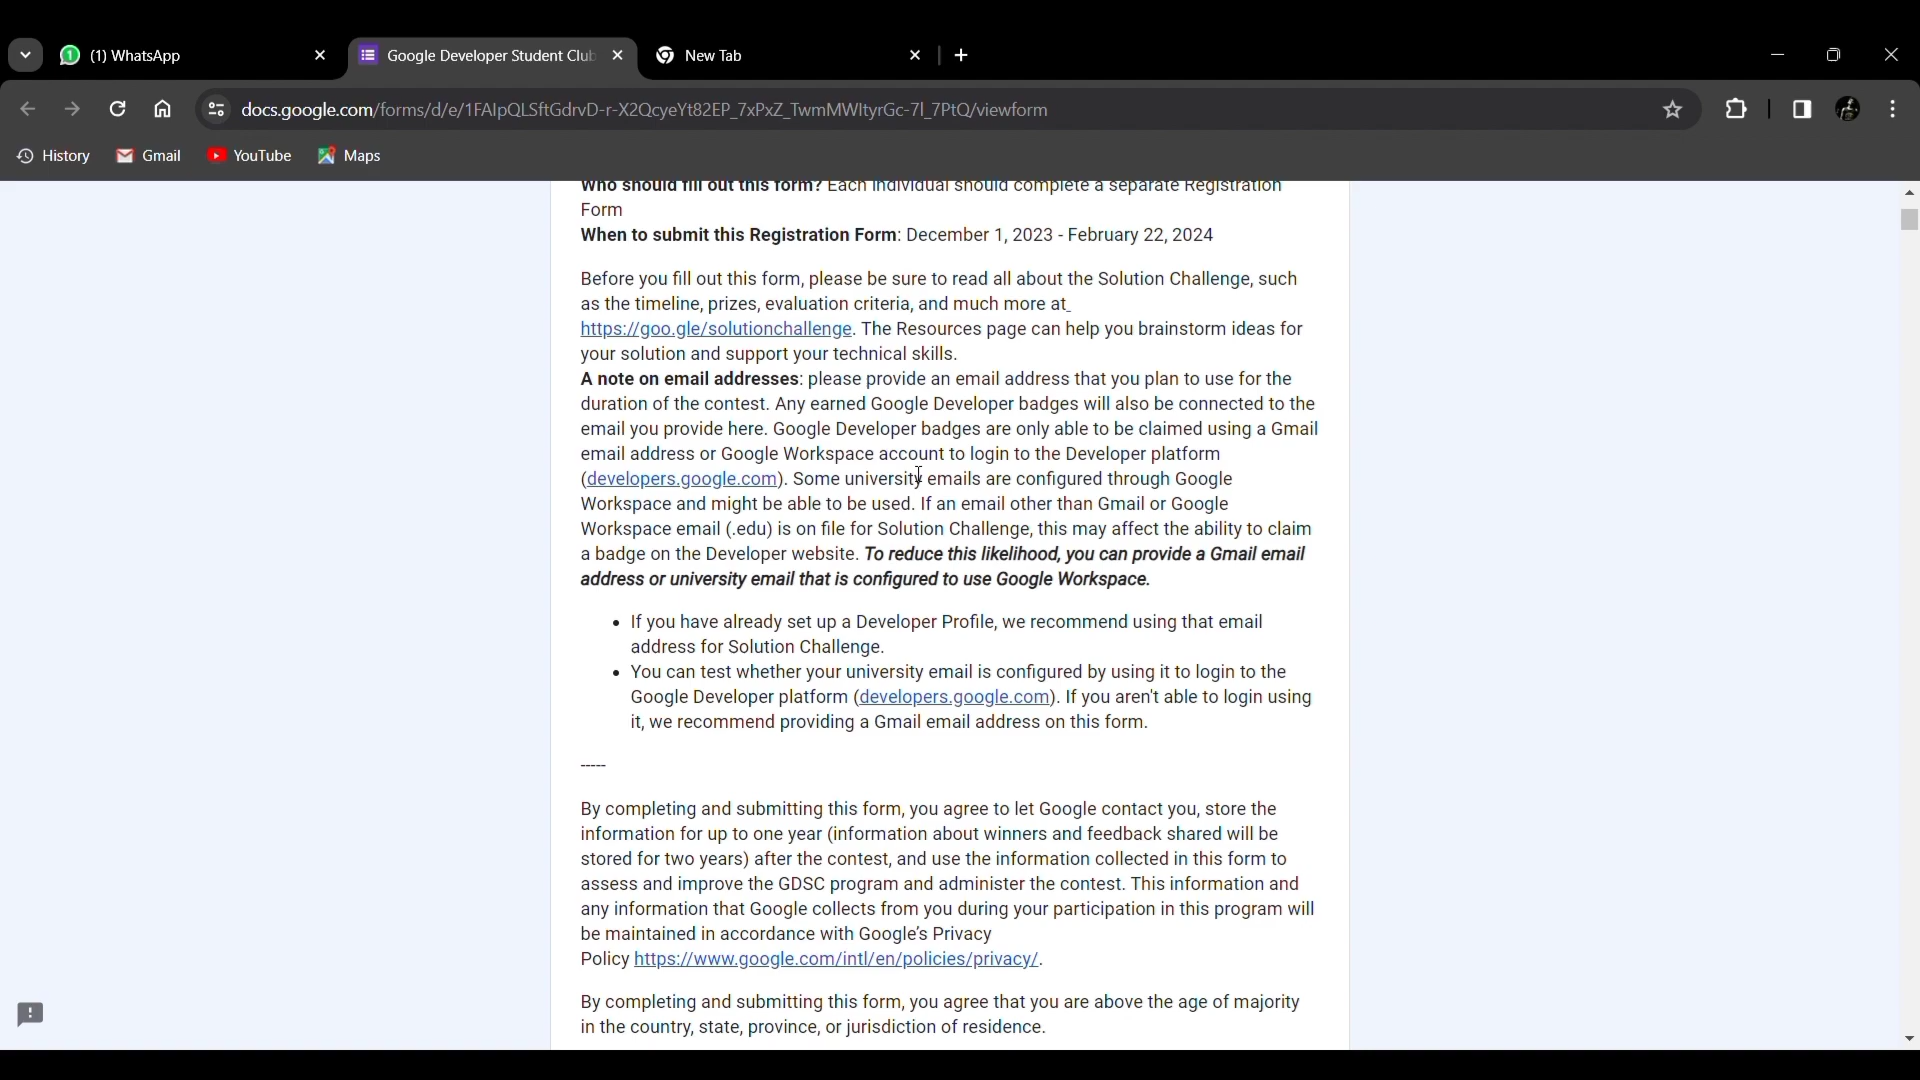 (1) WhatsApp
Google Developer Student Club
New Tab
docs.google.com/forms/d/e/1FAIpQLSftGdrvD-r-X2QcyeYt82EP_7xPxZ_TwmMWItyrGc-7l_7PtQ/viewform
History
Gmail
YouTube
Maps
Who should fill out this form? Each individual should complete a separate Registration
Form
When to submit this Registration Form: December 1, 2023 - February 22, 2024
Before you fill out this form, please be sure to read all about the Solution Challenge, such
as the timeline, prizes, evaluation criteria, and much more at
https://goo.gle/solutionchallenge. The Resources page can help you brainstorm ideas for
your solution and support your technical skills.
A note on email addresses: please provide an email address that you plan to use for the
duration of the contest. Any earned Google Developer badges will also be connected to the
email you provide here. Google Developer badges are only able to be claimed using a Gmail
email address or Google Workspace account to login to the Developer platform
(developers.google.com). Some university emails are configured through Google
Workspace and might be able to be used. If an email other than Gmail or Google
Workspace email (.edu) is on file for Solution Challenge, this may affect the ability to claim
a badge on the Developer website. To reduce this likelihood, you can provide a Gmail email
address or university email that is configured to use Google Workspace.
• If you have already set up a Developer Profile, we recommend using that email
address for Solution Challenge.
• You can test whether your university email is configured by using it to login to the
Google Developer platform (developers.google.com). If you aren't able to login using
it, we recommend providing a Gmail email address on this form.
-----
By completing and submitting this form, you agree to let Google contact you, store the
information for up to one year (information about winners and feedback shared will be
stored for two years) after the contest, and use the information collected in this form to
assess and improve the GDSC program and administer the contest. This information and
any information that Google collects from you during your participation in this program will
be maintained in accordance with Google's Privacy
Policy https://www.google.com/intl/en/policies/privacy/.
By completing and submitting this form, you agree that you are above the age of majority
in the country, state, province, or jurisdiction of residence.